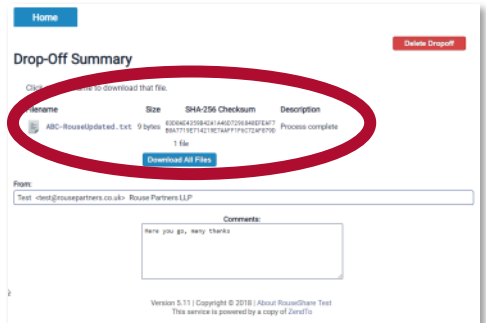 Home
Delete Dropoff
Drop-Off Summary
to download that file.
Filename Size SHA-256 Checksum Description
ABC-RouseUpdated.txt 9 bytes Process complete
1 file
Download All Files
From:
Test <test@rousepartners.co.uk> Rouse Partners LLP
Comments:
Here you go, many thanks
Version 5.11 | Copyright © 2018 | About RouseShare Test
This service is powered by a copy of ZendTo